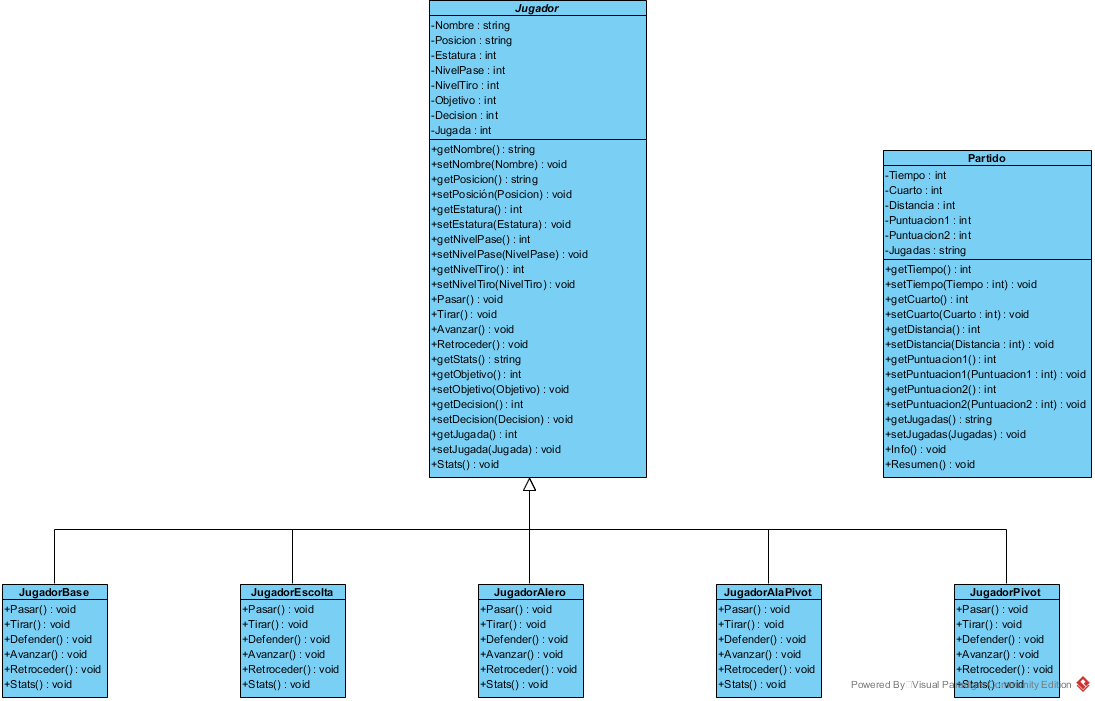 Jugador
-Nombre : string
-Posicion : string
-Estatura : int
-NivelPase : int
-NivelTiro : int
-Objetivo : int
-Decision : int
-Jugada : int
+getNombre() : string
+setNombre(Nombre) : void
+getPosicion() : string
+setPosición(Posicion) : void
+getEstatura() : int
+setEstatura(Estatura) : void
+getNivelPase() : int
+setNivelPase(NivelPase) : void
+getNivelTiro() : int
+setNivelTiro(NivelTiro) : void
+Pasar() : void
+Tirar() : void
+Avanzar() : void
+Retroceder() : void
+getStats() : string
+getObjetivo() : int
+setObjetivo(Objetivo) : void
+getDecision() : int
+setDecision(Decision) : void
+getJugada() : int
+setJugada(Jugada) : void
+Stats() : void
Partido
-Tiempo : int
-Cuarto : int
-Distancia : int
-Puntuacion1 : int
-Puntuacion2 : int
-Jugadas : string
+getTiempo() : int
+setTiempo(Tiempo : int) : void
+getCuarto() : int
+setCuarto(Cuarto : int) : void
+getDistancia() : int
+setDistancia(Distancia : int) : void
+getPuntuacion1() : int
+setPuntuacion1(Puntuacion1 : int) : void
+getPuntuacion2() : int
+setPuntuacion2(Puntuacion2 : int) : void
+getJugadas() : string
+setJugadas(Jugadas) : void
+Info() : void
+Resumen() : void
JugadorBase
+Pasar() : void
+Tirar() : void
+Defender() : void
+Avanzar() : void
+Retroceder() : void
+Stats() : void
JugadorEscolta
+Pasar() : void
+Tirar() : void
+Defender() : void
+Avanzar() : void
+Retroceder() : void
+Stats() : void
JugadorAlero
+Pasar() : void
+Tirar() : void
+Defender() : void
+Avanzar() : void
+Retroceder() : void
+Stats() : void
JugadorAlaPivot
+Pasar() : void
+Tirar() : void
+Defender() : void
+Avanzar() : void
+Retroceder() : void
+Stats() : void
JugadorPivot
+Pasar() : void
+Tirar() : void
+Defender() : void
+Avanzar() : void
+Retroceder() : void
+Stats() : void
Powered By Visual Paradigm Community Edition